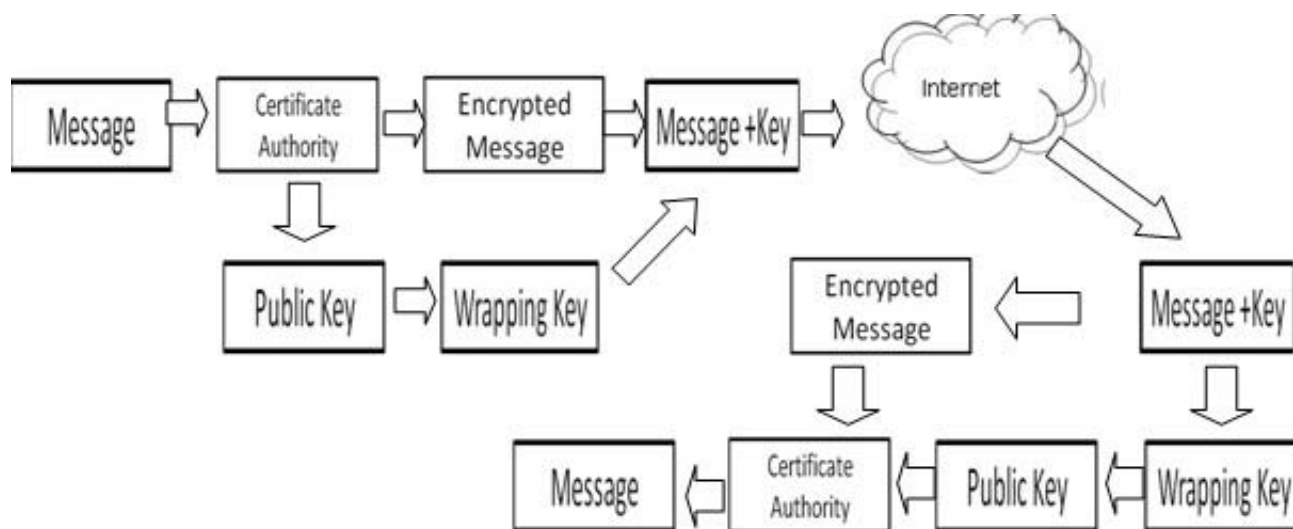 Message
Certificate
Authority
Encrypted
Message
Message +Key
Internet
Public Key
Wrapping Key
Encrypted
Message
Message +Key
Message
Certificate
Authority
Public Key
Wrapping Key